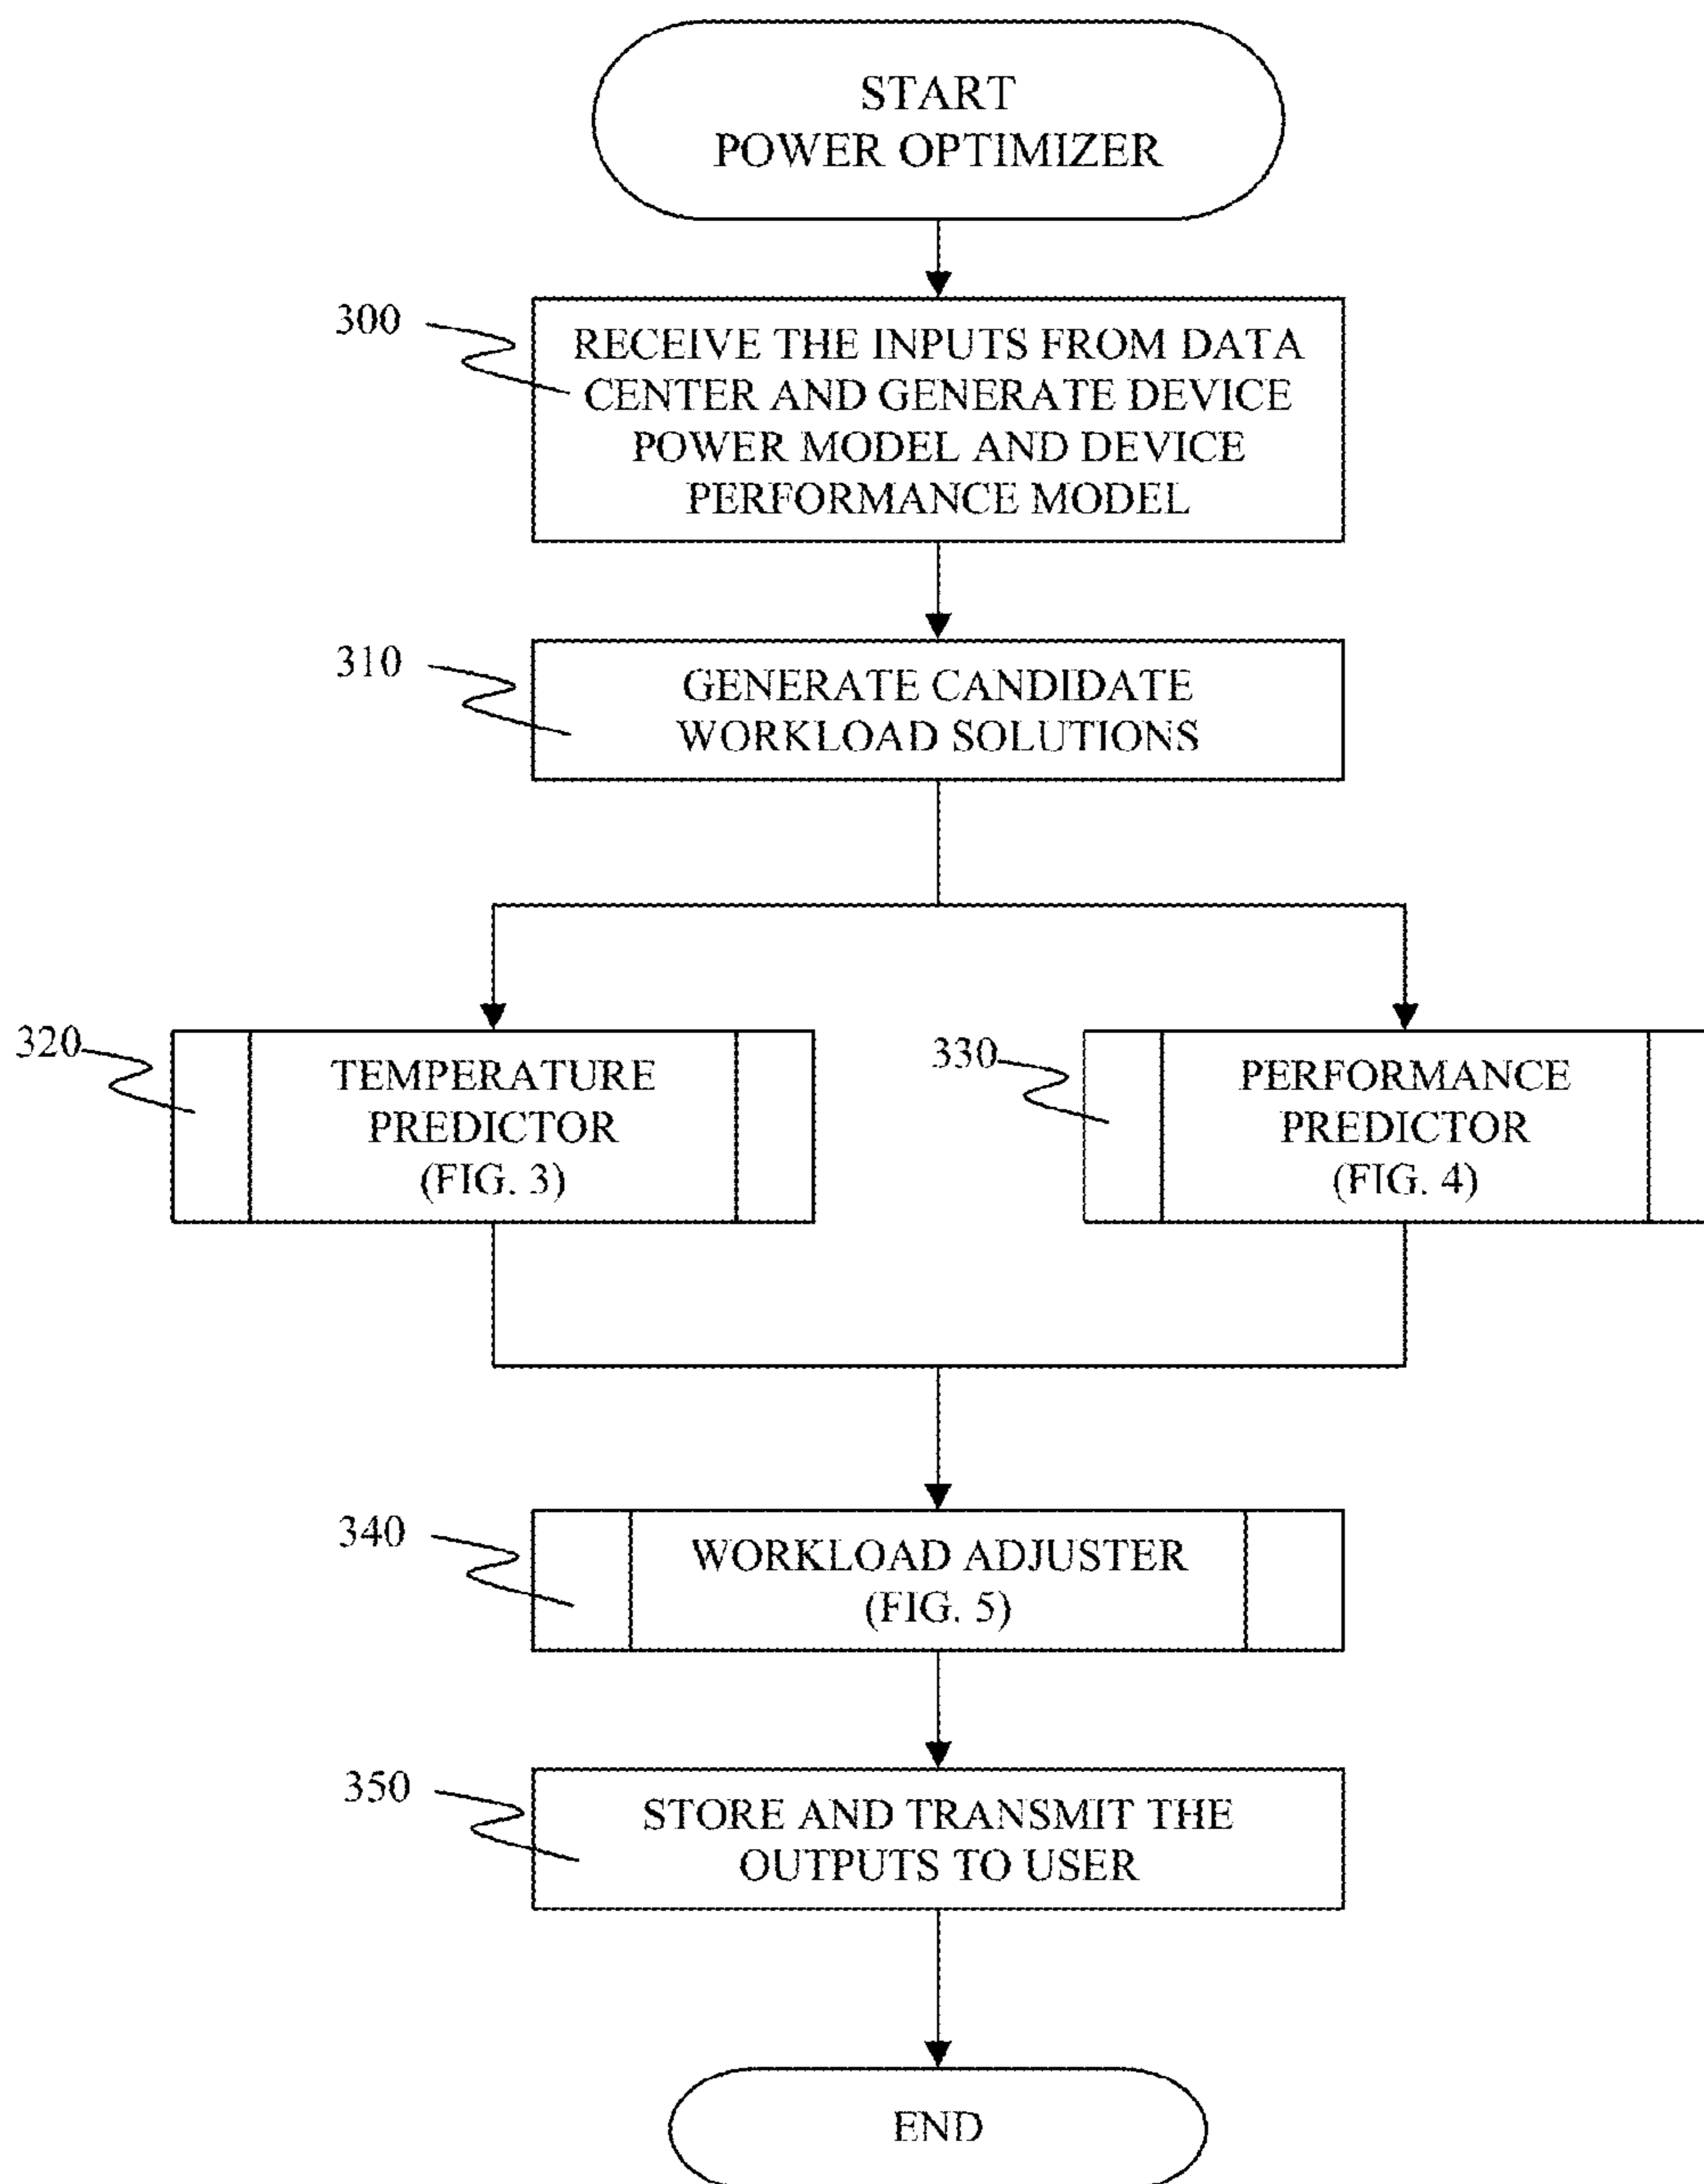 START
POWER OPTIMIZER
300
RECEIVE THE INPUTS FROM DATA
CENTER AND GENERATE DEVICE
POWER MODEL AND DEVICE
PERFORMANCE MODEL
310
GENERATE CANDIDATE
WORKLOAD SOLUTIONS
320
TEMPERATURE
PREDICTOR
(FIG. 3)
330
PERFORMANCE
PREDICTOR
(FIG. 4)
340
WORKLOAD ADJUSTER
(FIG. 5)
350
STORE AND TRANSMIT THE
OUTPUTS TO USER
END